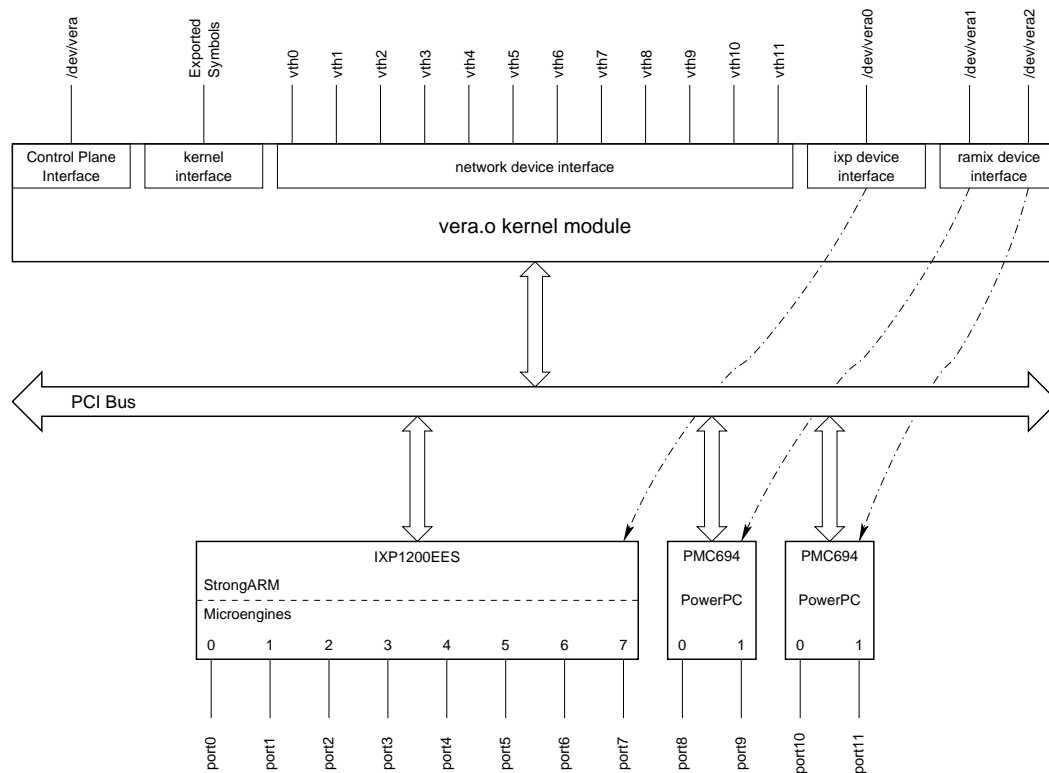 /dev/vera
Exported
Symbols
vth0
vth1
vth2
vth3
vth4
vth5
vth6
vth7
vth8
vth9
vth10
vth11
/dev/vera0
/dev/vera1
/dev/vera2
Control Plane
Interface
kernel
interface
network device interface
ixp device
interface
ramix device
interface
vera.o kernel module
PCI Bus
IXP1200EES
StrongARM
Microengines
0 1 2 3 4 5 6 7
PMC694
PowerPC
0 1
PMC694
PowerPC
0 1
port0
port1
port2
port3
port4
port5
port6
port7
port8
port9
port10
port11